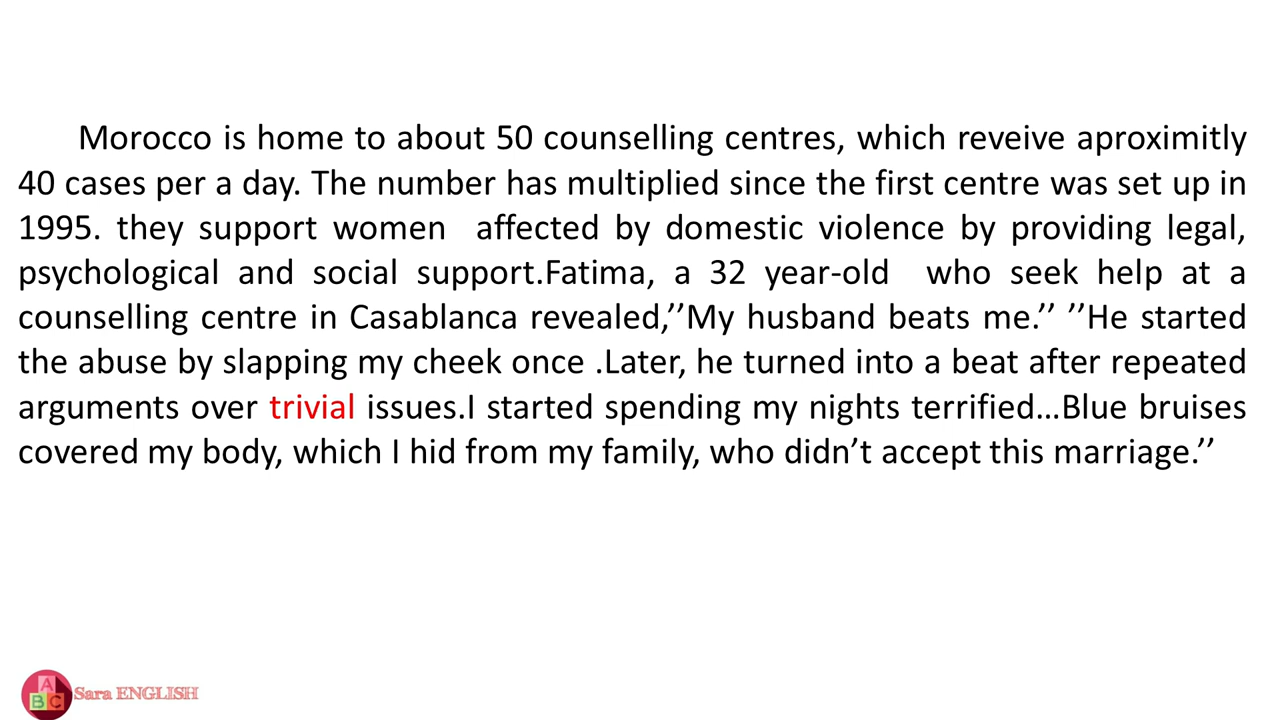 Morocco is home to about 50 counselling centres, which reveive aproximitly
40 cases per a day. The number has multiplied since the first centre was set up in
1995. they support women  affected by domestic violence by providing legal,
psychological and social support.Fatima, a 32 year-old  who seek help at a
counselling centre in Casablanca revealed,’’My husband beats me.’’ ’’He started
the abuse by slapping my cheek once .Later, he turned into a beat after repeated
arguments over trivial issues.I started spending my nights terrified…Blue bruises
covered my body, which I hid from my family, who didn’t accept this marriage.’’
A
B C
Sara ENGLISH